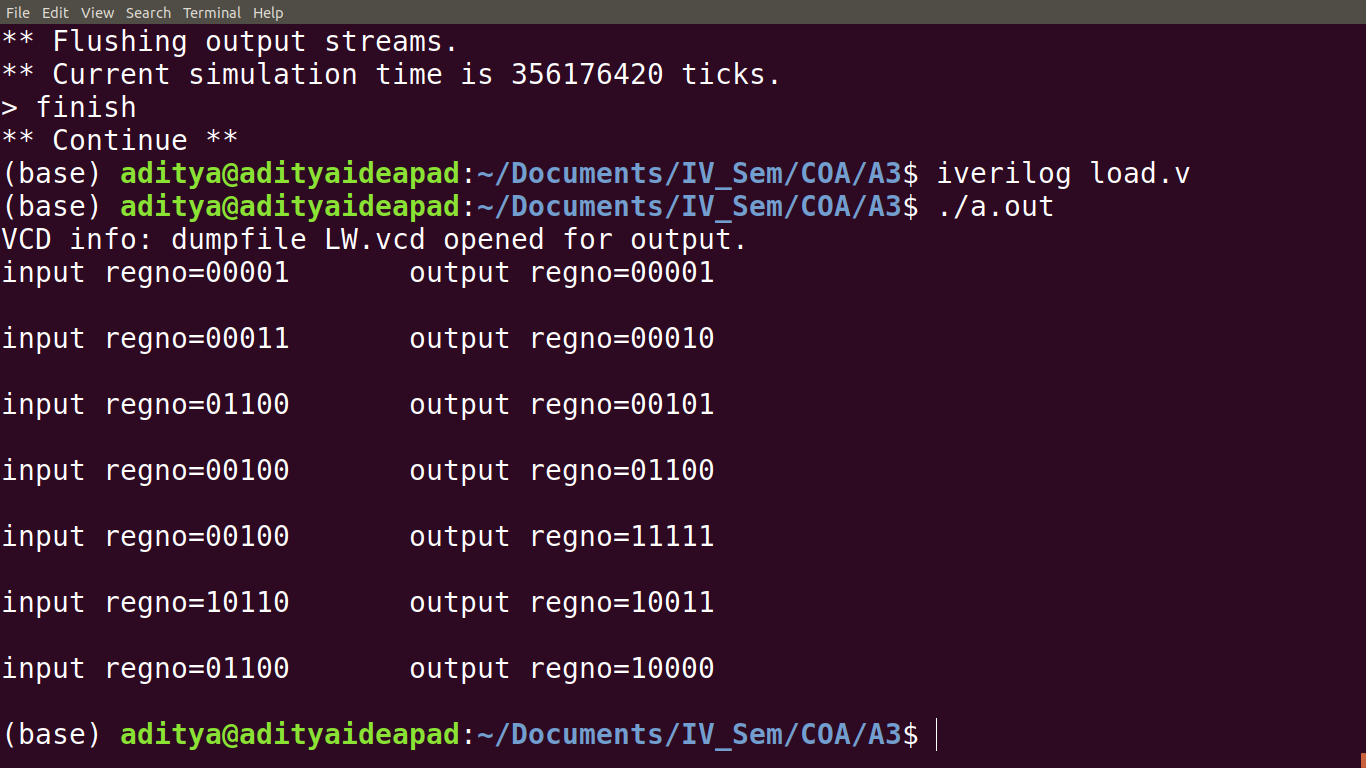 File Edit View Search Terminal Help
** Flushing output streams.
** Current simulation time is 356176420 ticks.
> finish
** Continue **
(base) aditya@adityaideapad:~/Documents/IV_Sem/COA/A3$ iverilog load.v
(base) aditya@adityaideapad:~/Documents/IV_Sem/COA/A3$ ./a.out
VCD info: dumpfile LW.vcd opened for output.
input regno=00001       output regno=00001
input regno=00011       output regno=00010
input regno=01100       output regno=00101
input regno=00100       output regno=01100
input regno=00100       output regno=11111
input regno=10110       output regno=10011
input regno=01100       output regno=10000
(base) aditya@adityaideapad:~/Documents/IV_Sem/COA/A3$